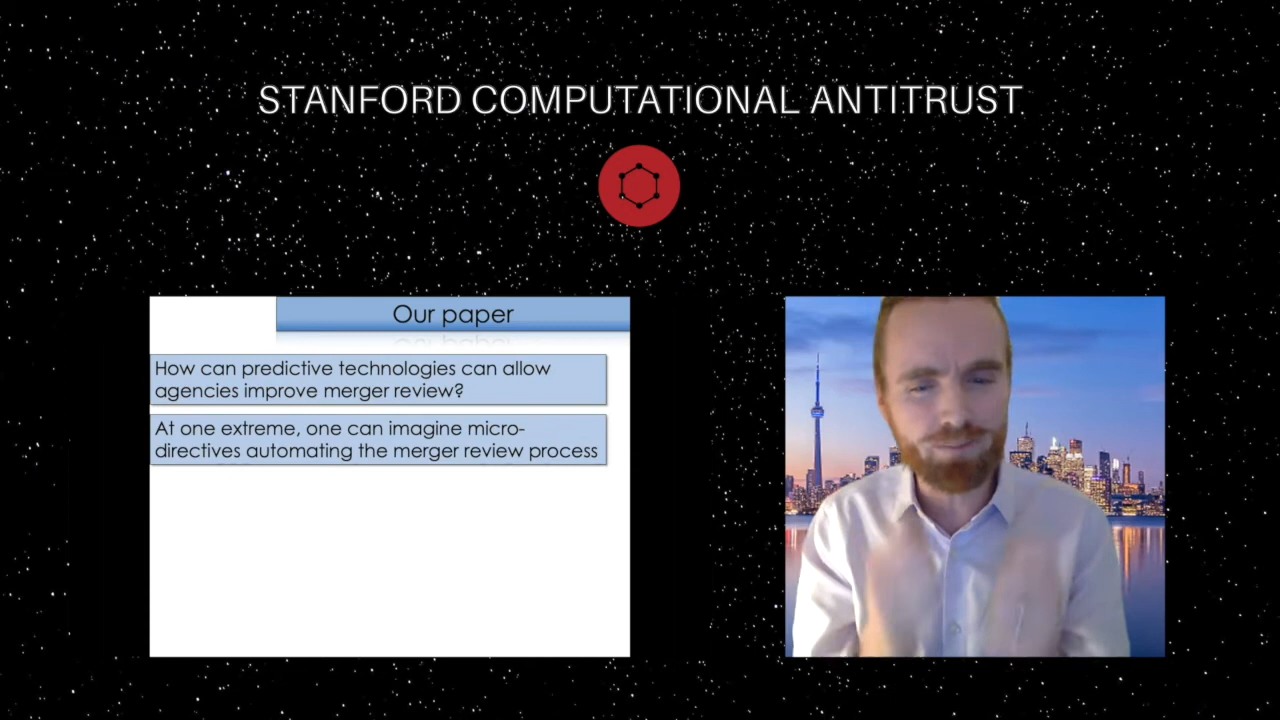 STANFORD COMPUTATIONAL ANTITRUST
Our paper
How can predictive technologies can allow
agencies improve merger review?
At one extreme, one can imagine micro-
directives automating the merger review process